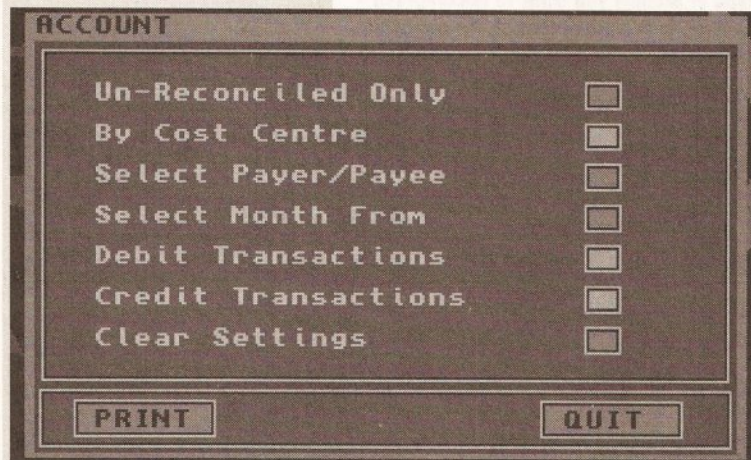 ACCOUNT
Un-Reconciled Only
By Cost Centre
Select Payer/Payee
Select Month From
Debit Transactions
Credit Transactions
Clear Settings
PRINT QUIT